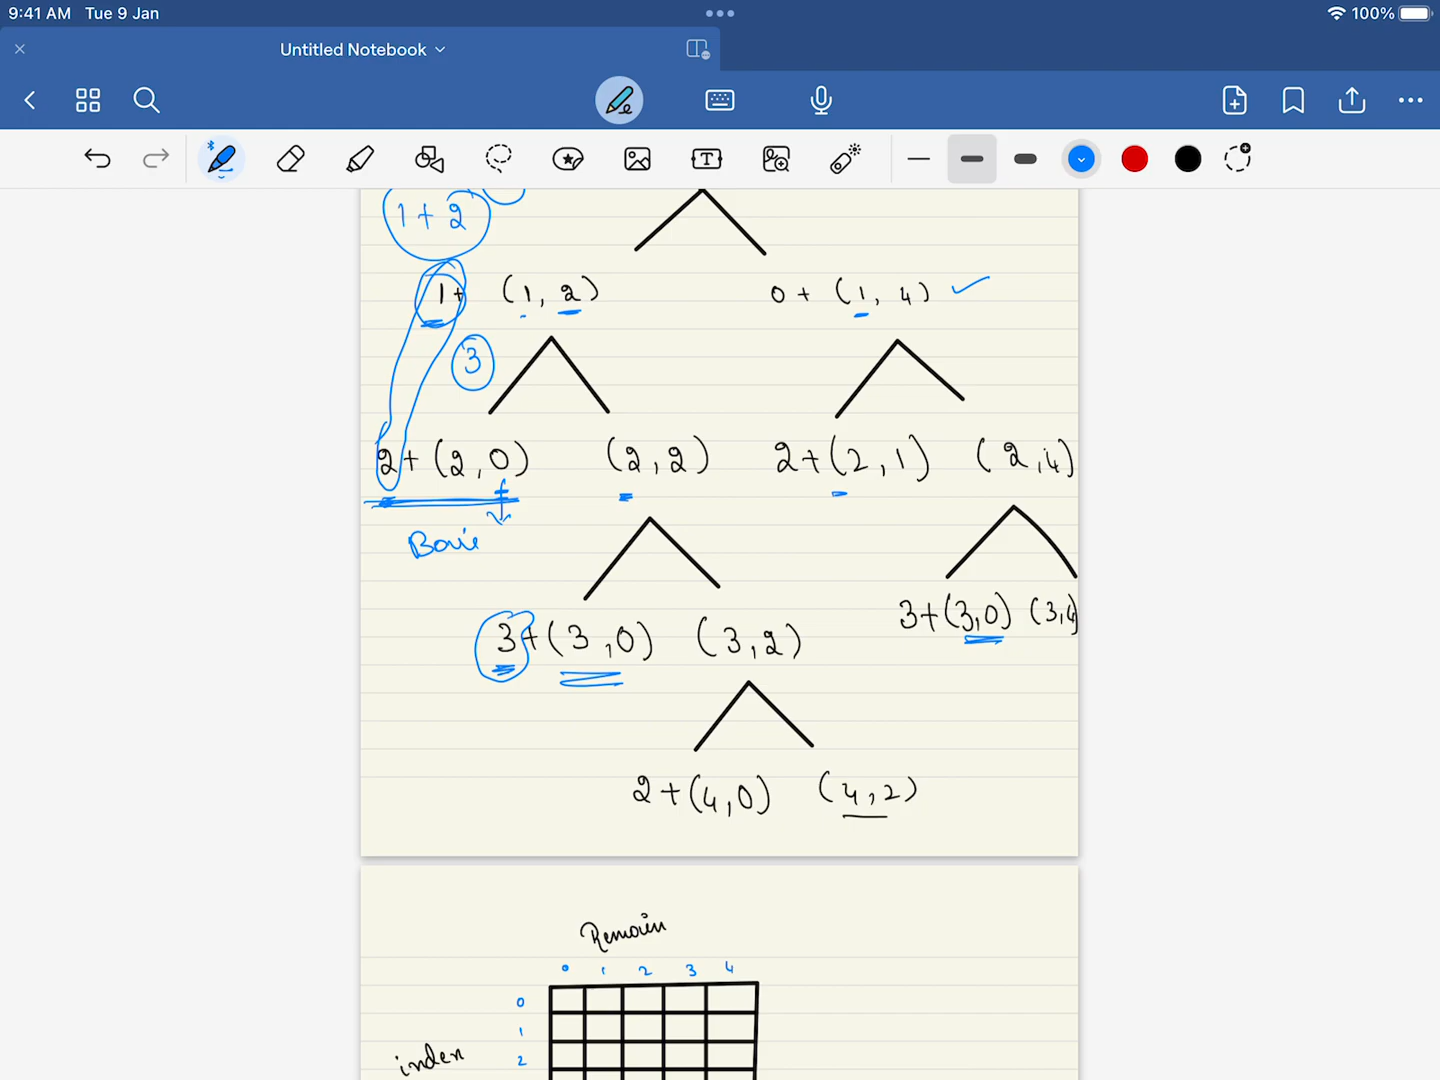 9:41 AM Tue 9 Jan
100%
Untitled Notebook
1 + 2
1 + (1, 2)
0 + (1, 4)
3
2 + (2, 0)
(2, 2)
2 + (2, 1)
(2, 4)
3 + (3, 0)
(3, 2)
3 + (3, 0)
(3, 4)
2 + (4, 0)
(4, 2)
Remain
0 1 2 3 4
0
1
index
2